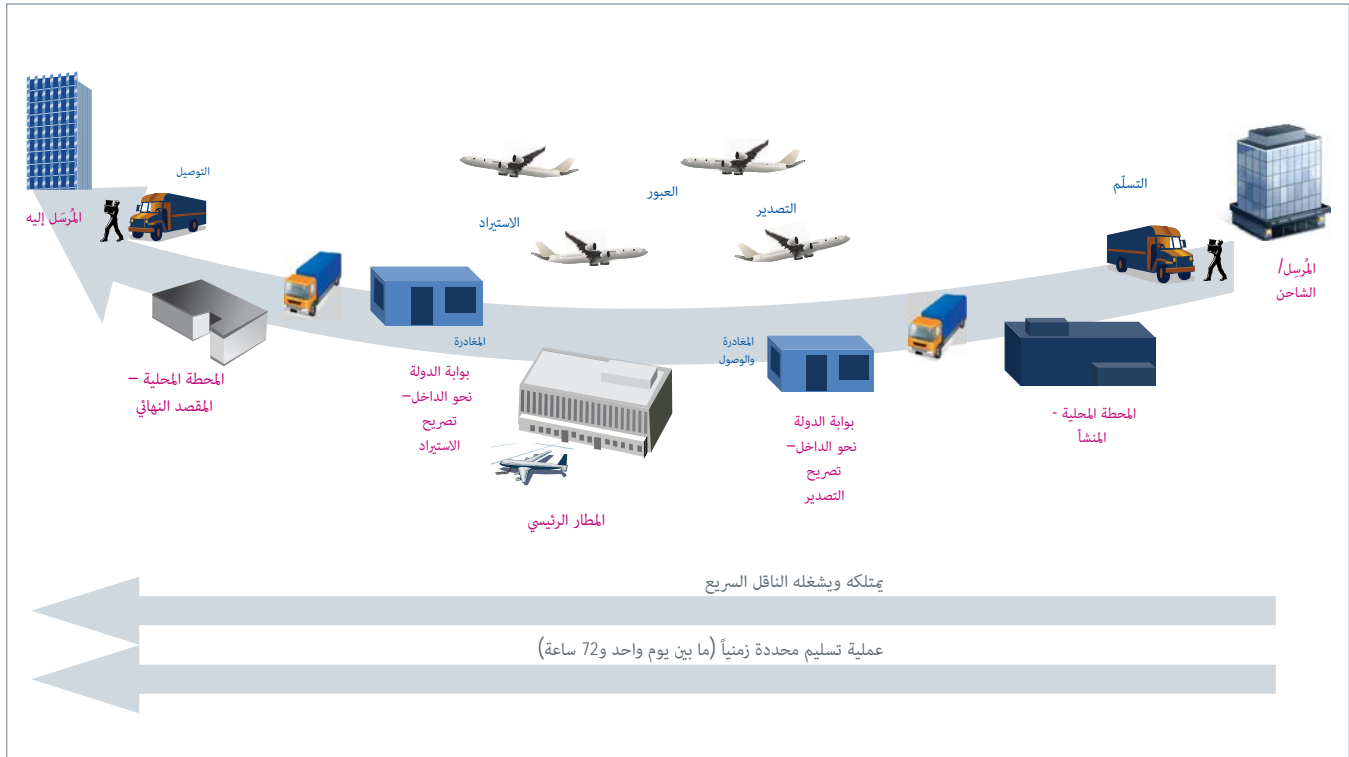 التسلّم
المُرسِل/
الشاحن
المحطة المحلية -
المنشأ
التصدير
العبور
الاستيراد
المغادرة
والوصول
بوابة الدولة
نحو الداخل–
تصريح
التصدير
المطار الرئيسي
المغادرة
بوابة الدولة
نحو الداخل–
تصريح
الاستيراد
المحطة المحلية –
المقصد النهائي
التوصيل
المُرسَل إليه
يمتلكه ويشغله الناقل السريع
عملية تسليم محددة زمنياً (ما بين يوم واحد و72 ساعة)